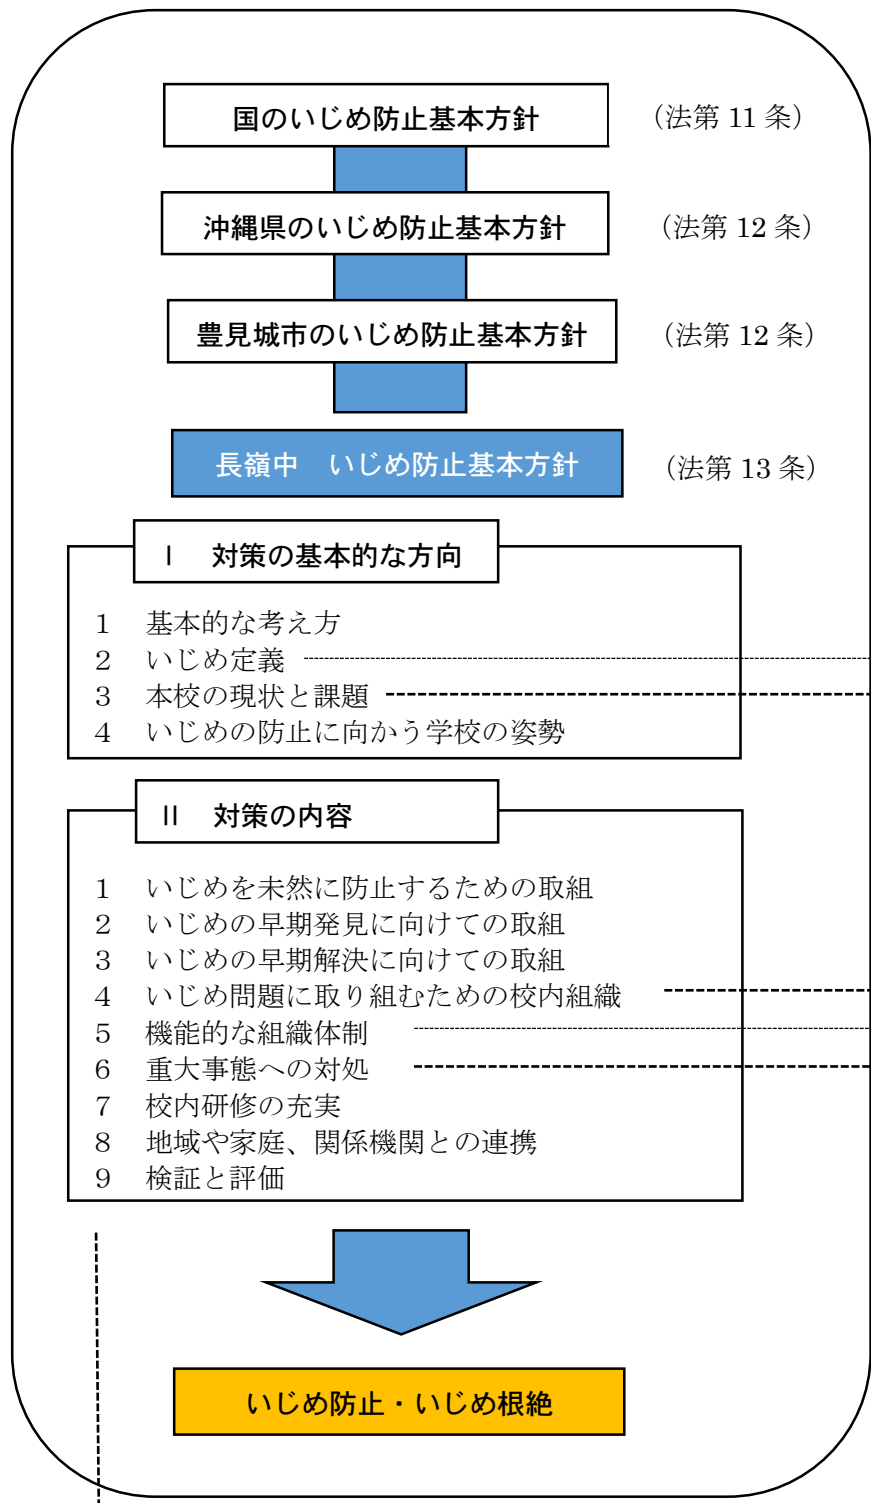 国のいじめ防止基本方針 （法第 11 条）
沖縄県のいじめ防止基本方針 （法第 12 条）
豊見城市のいじめ防止基本方針 （法第 12 条）
長嶺中　いじめ防止基本方針 （法第 13 条）
Ⅰ　対策の基本的な方向
１　基本的な考え方
２　いじめ定義
３　本校の現状と課題
４　いじめの防止に向かう学校の姿勢
Ⅱ　対策の内容
１　いじめを未然に防止するための取組
２　いじめの早期発見に向けての取組
３　いじめの早期解決に向けての取組
４　いじめ問題に取り組むための校内組織
５　機能的な組織体制
６　重大事態への対処
７　校内研修の充実
８　地域や家庭、関係機関との連携
９　検証と評価
いじめ防止・いじめ根絶